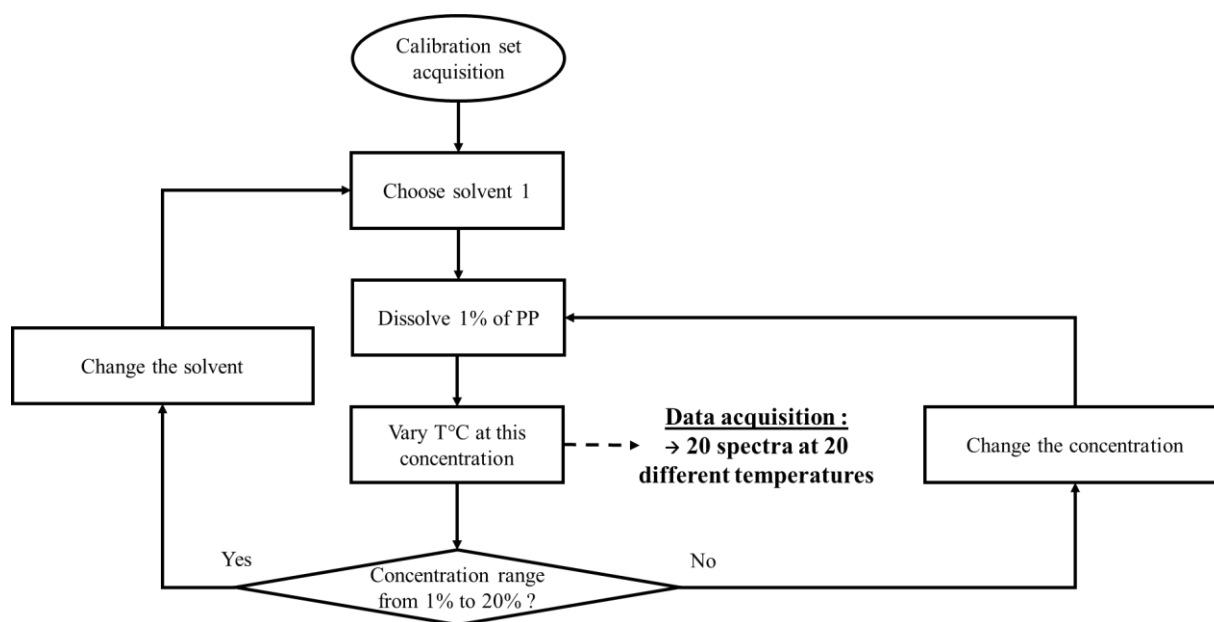 Calibration set
acquisition
Choose solvent 1
Dissolve 1% of PP
Change the solvent
Vary T°C at this
concentration
Data acquisition :
→ 20 spectra at 20
different temperatures
Change the concentration
Yes
No
Concentration range
from 1% to 20% ?